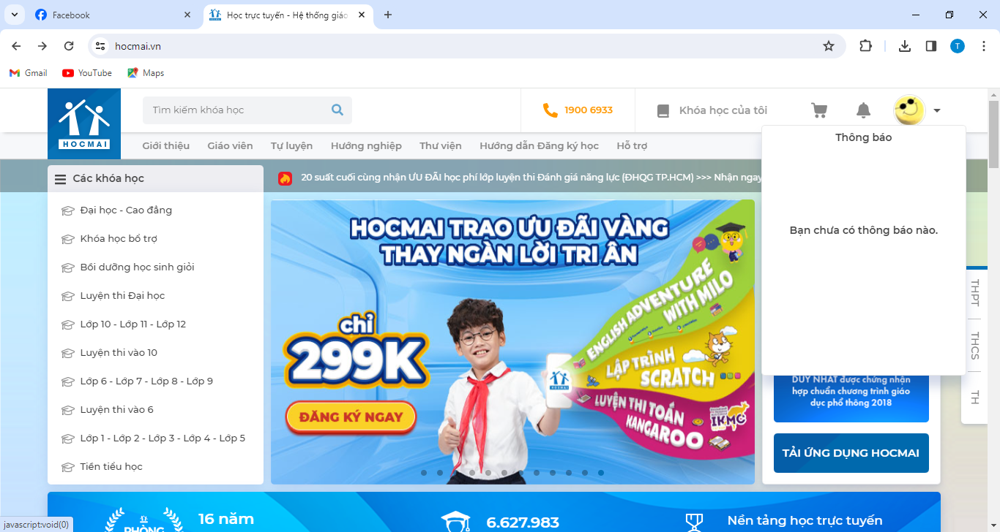 Facebook
Học trực tuyến - Hệ thống giáo
hocmai.vn
T
Gmail
YouTube
Maps
HOCMAI
Tìm kiếm khóa học
1900 6933
Khóa học của tôi
Giới thiệu
Giáo viên
Tự luyện
Hướng nghiệp
Thư viện
Hướng dẫn Đăng ký học
Hỗ trợ
Thông báo
Bạn chưa có thông báo nào.
Các khóa học
20 suất cuối cùng nhận ƯU ĐÃI học phí lớp luyện thi Đánh giá năng lực (ĐHQG TP.HCM) >>> Nhận ngay
Đại học - Cao đẳng
Khóa học bổ trợ
Bồi dưỡng học sinh giỏi
Luyện thi Đại học
Lớp 10 - Lớp 11 - Lớp 12
Luyện thi vào 10
Lớp 6 - Lớp 7 - Lớp 8 - Lớp 9
Luyện thi vào 6
Lớp 1 - Lớp 2 - Lớp 3 - Lớp 4 - Lớp 5
Tiền tiểu học
HOCMAI TRAO ƯU ĐÃI VÀNG
THAY NGÀN LỜI TRI ÂN
chỉ
299K
ĐĂNG KÝ NGAY
ENGLISH ADVENTURE
WITH MILO
LẬP TRÌNH
SCRATCH
LUYỆN THI TOÁN
KANGAROO
IKMC
HOCMAI
THPT
THCS
TH
DUY NHẤT được chứng nhận
hợp chuẩn chương trình giáo
dục phổ thông 2018
TẢI ỨNG DỤNG HOCMAI
PHÒNG
16 năm
6.627.983
Nền tảng học trực tuyến
javascript:void(0)